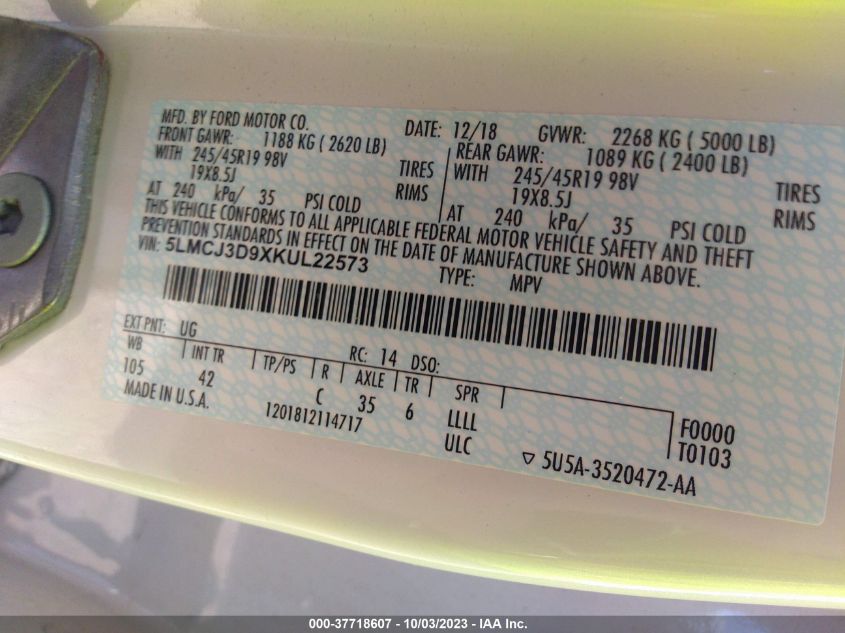 MFD. BY FORD MOTOR CO.
DATE: 12/18 GVWR: 2268 KG ( 5000 LB)
FRONT GAWR: 1188 KG ( 2620 LB) REAR GAWR: 1089 KG ( 2400 LB)
WITH 245/45R19 98V TIRES WITH 245/45R19 98V TIRES
19X8.5J RIMS 19X8.5J RIMS
AT 240 kPa/ 35 PSI COLD AT 240 kPa/ 35 PSI COLD
THIS VEHICLE CONFORMS TO ALL APPLICABLE FEDERAL MOTOR VEHICLE SAFETY AND THEFT
PREVENTION STANDARDS IN EFFECT ON THE DATE OF MANUFACTURE SHOWN ABOVE.
VIN: 5LMCJ3D9XKUL22573 TYPE: MPV
EXT PNT: UG RC: 14 DSO:
WB INT TR TP/PS R AXLE TR SPR
105 42 C 35 6 LLLL F0000
ULC T0103
MADE IN U.S.A. 1201812114717
5U5A-3520472-AA
000-37718607 - 10/03/2023 - IAA Inc.